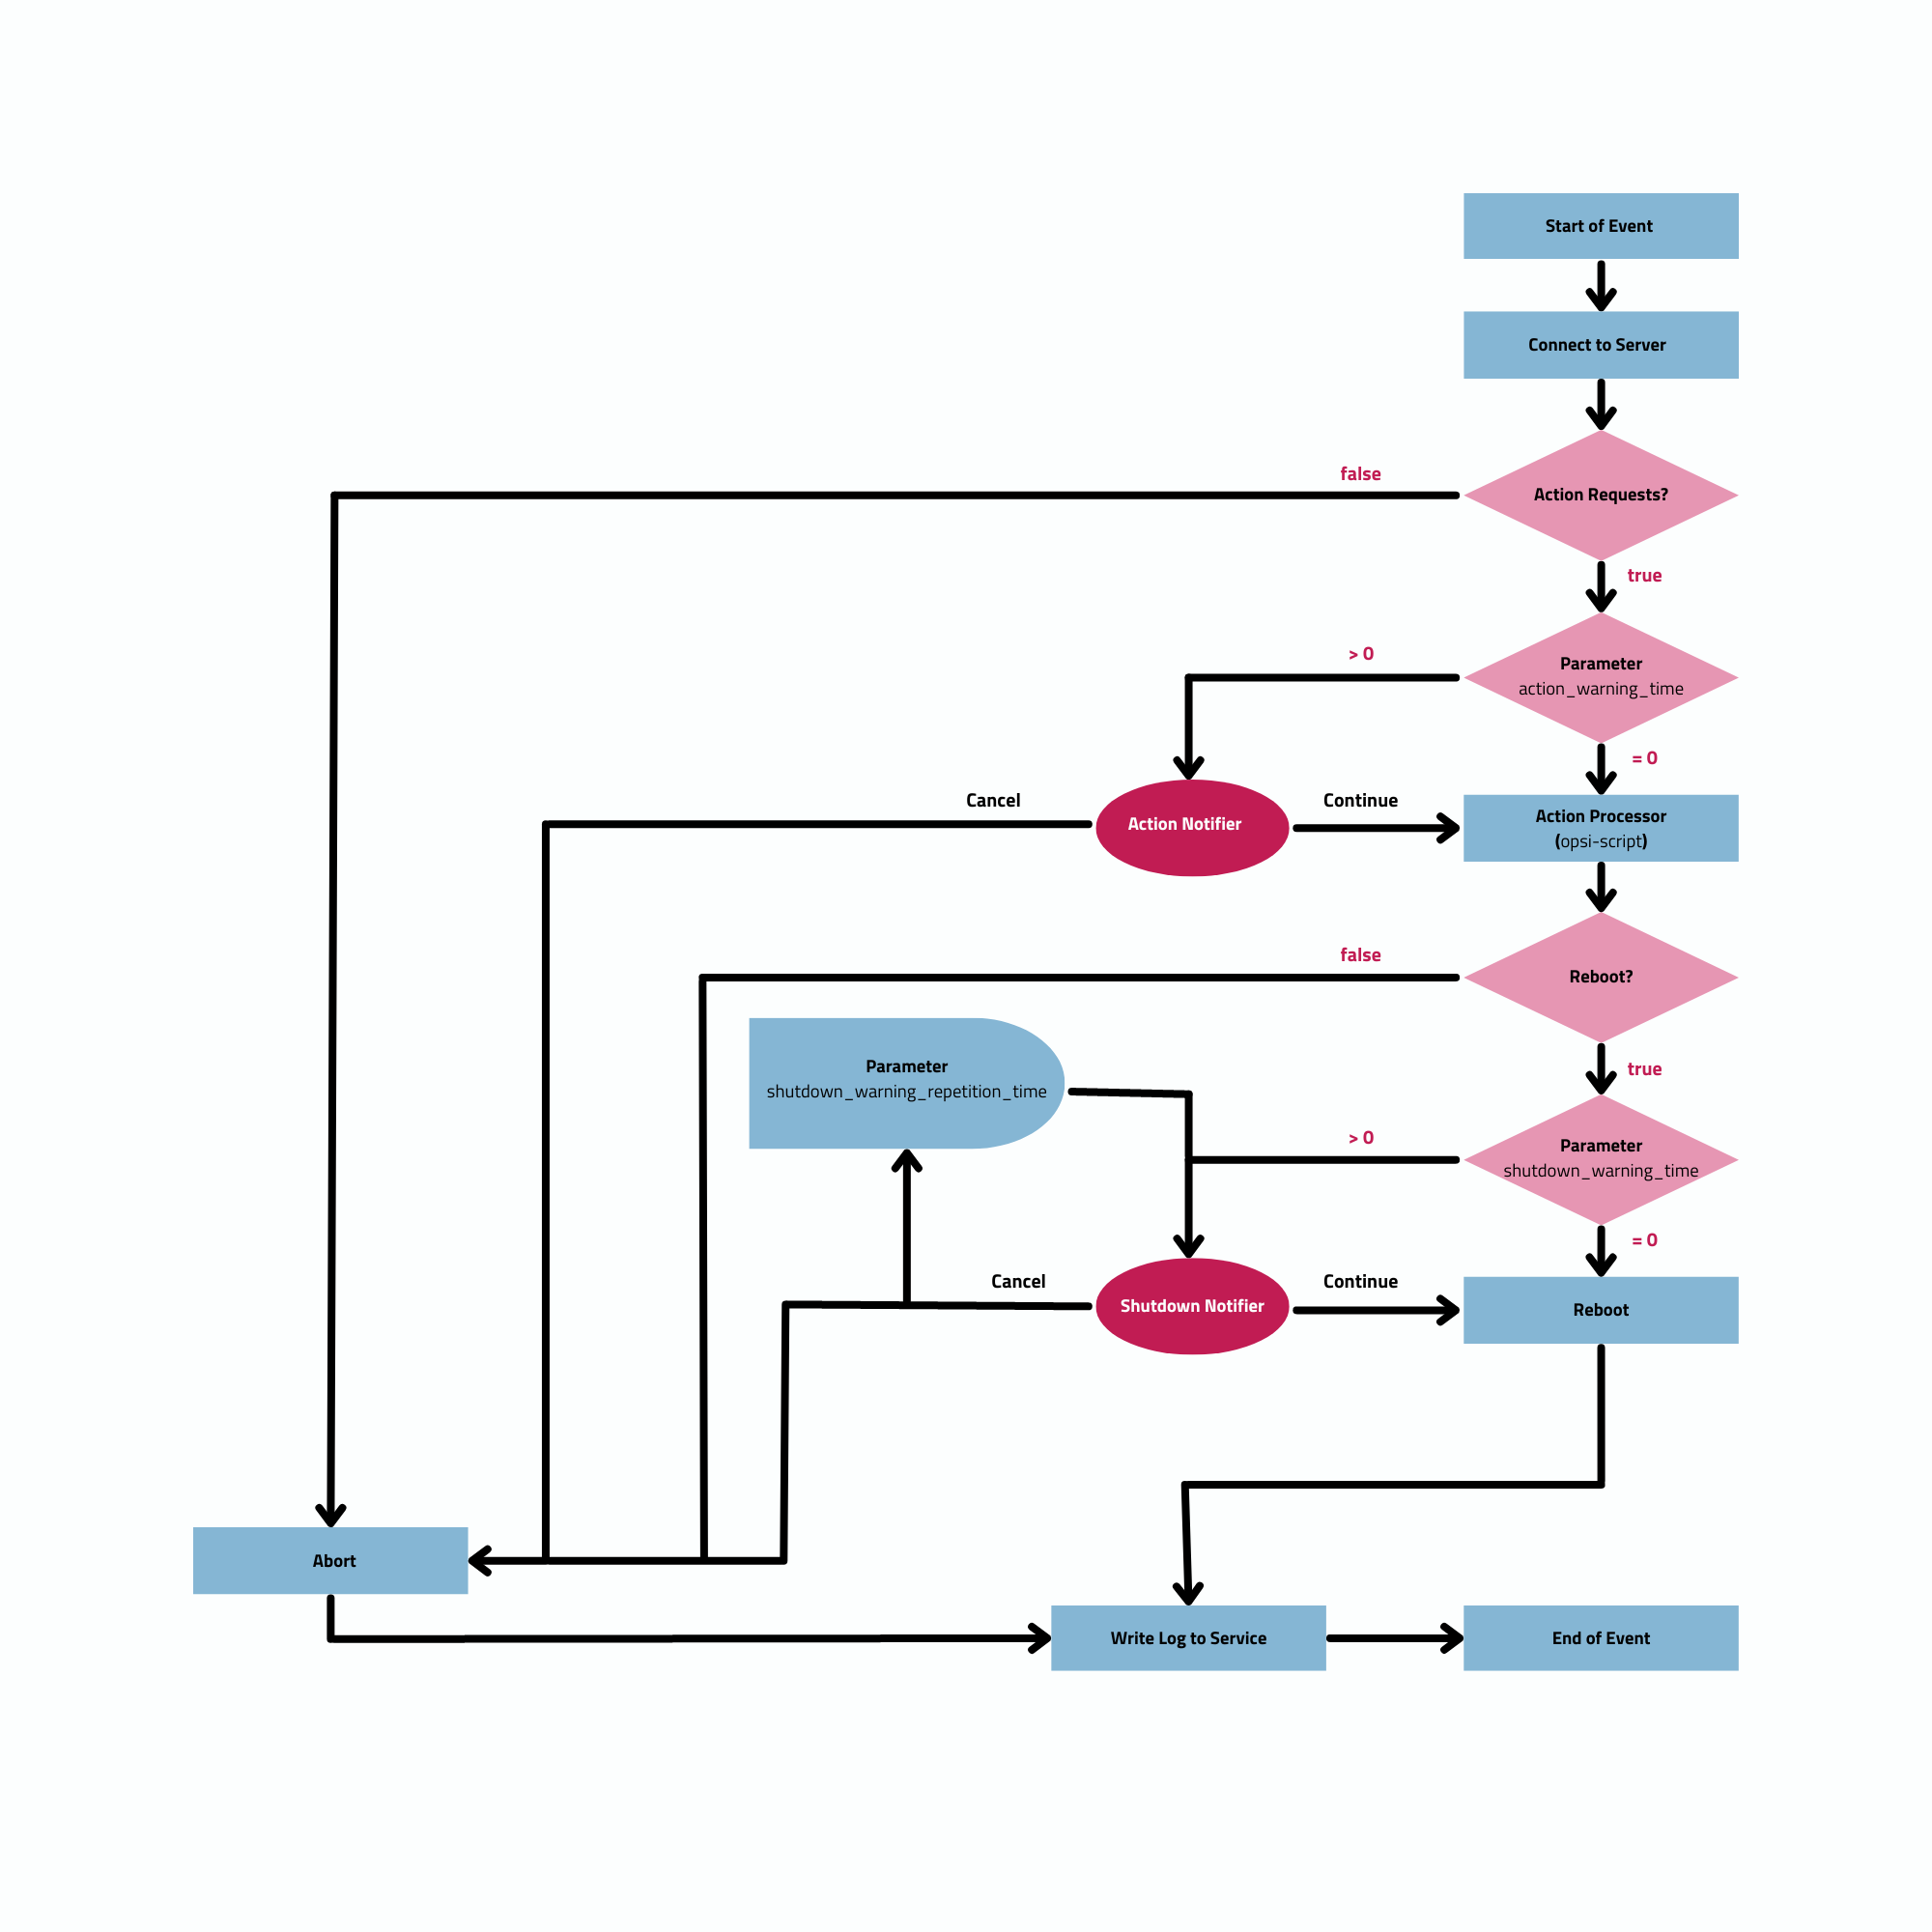 Start of Event
Connect to Server
false
Action Requests?
true
> 0
Parameter
action_warning_time
= 0
Cancel
Action Notifier
Continue
Action Processor
(opsi-script)
false
Reboot?
true
Parameter
shutdown_warning_repetition_time
> 0
Parameter
shutdown_warning_time
= 0
Cancel
Shutdown Notifier
Continue
Reboot
Abort
Write Log to Service
End of Event